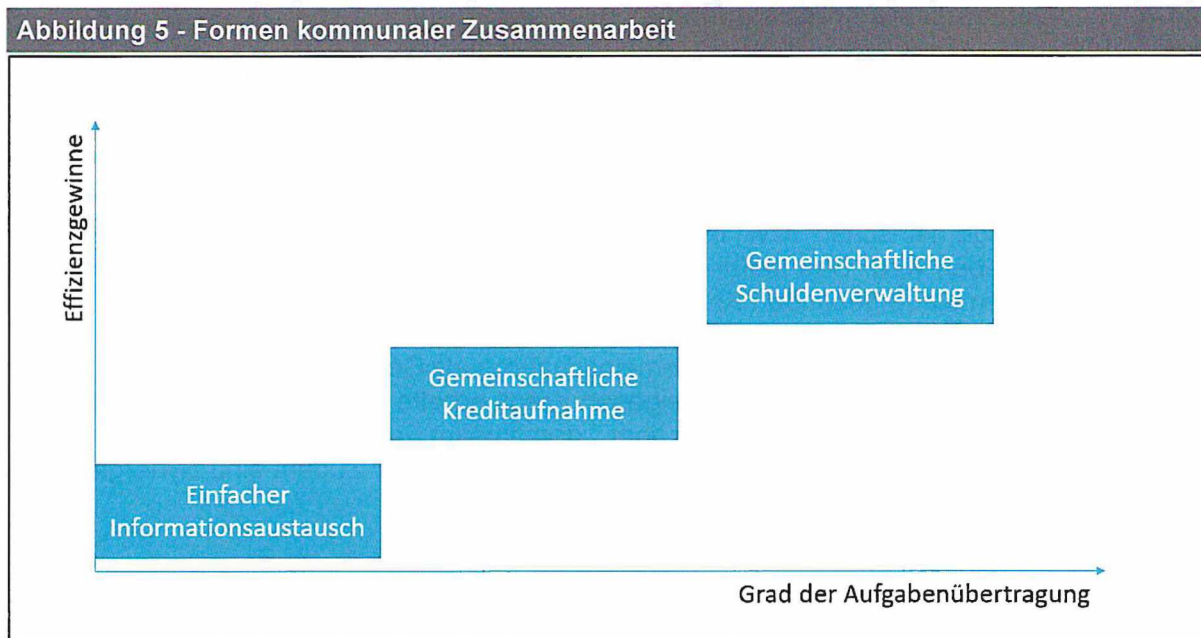 Abbildung 5 - Formen kommunaler Zusammenarbeit
Effizienzgewinne
Gemeinschaftliche
Schuldenverwaltung
Gemeinschaftliche
Kreditaufnahme
Einfacher
Informationsaustausch
Grad der Aufgabenübertragung